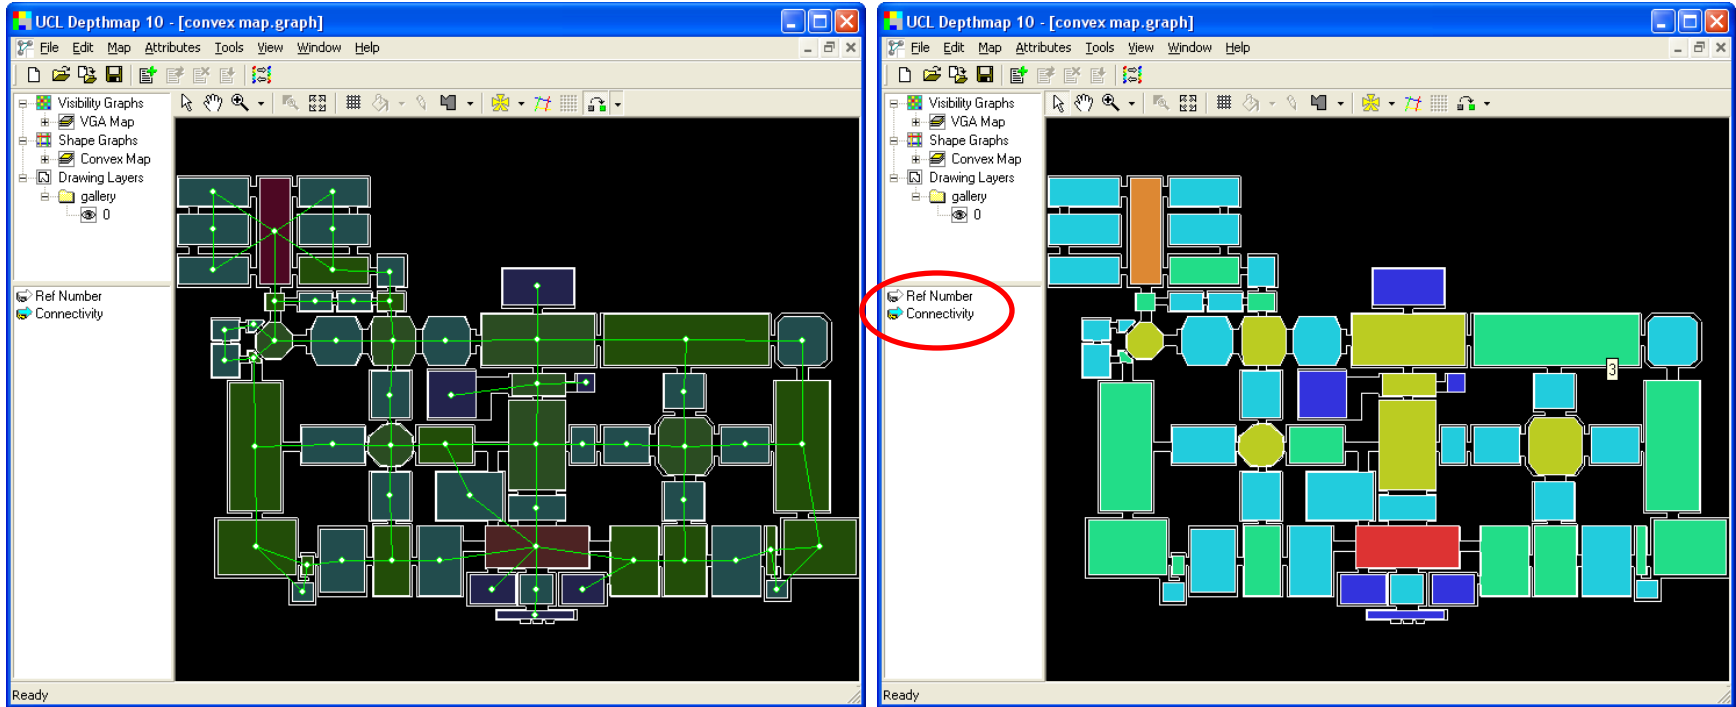 UCL Depthmap 10 - [convex map.graph]
File Edit Map Attributes Tools View Window Help
Visibility Graphs
VGA Map
Shape Graphs
Convex Map
Drawing Layers
gallery
0
Ref Number
Connectivity
Ready
UCL Depthmap 10 - [convex map.graph]
File Edit Map Attributes Tools View Window Help
Visibility Graphs
VGA Map
Shape Graphs
Convex Map
Drawing Layers
gallery
0
Ref Number
Connectivity
3
Ready